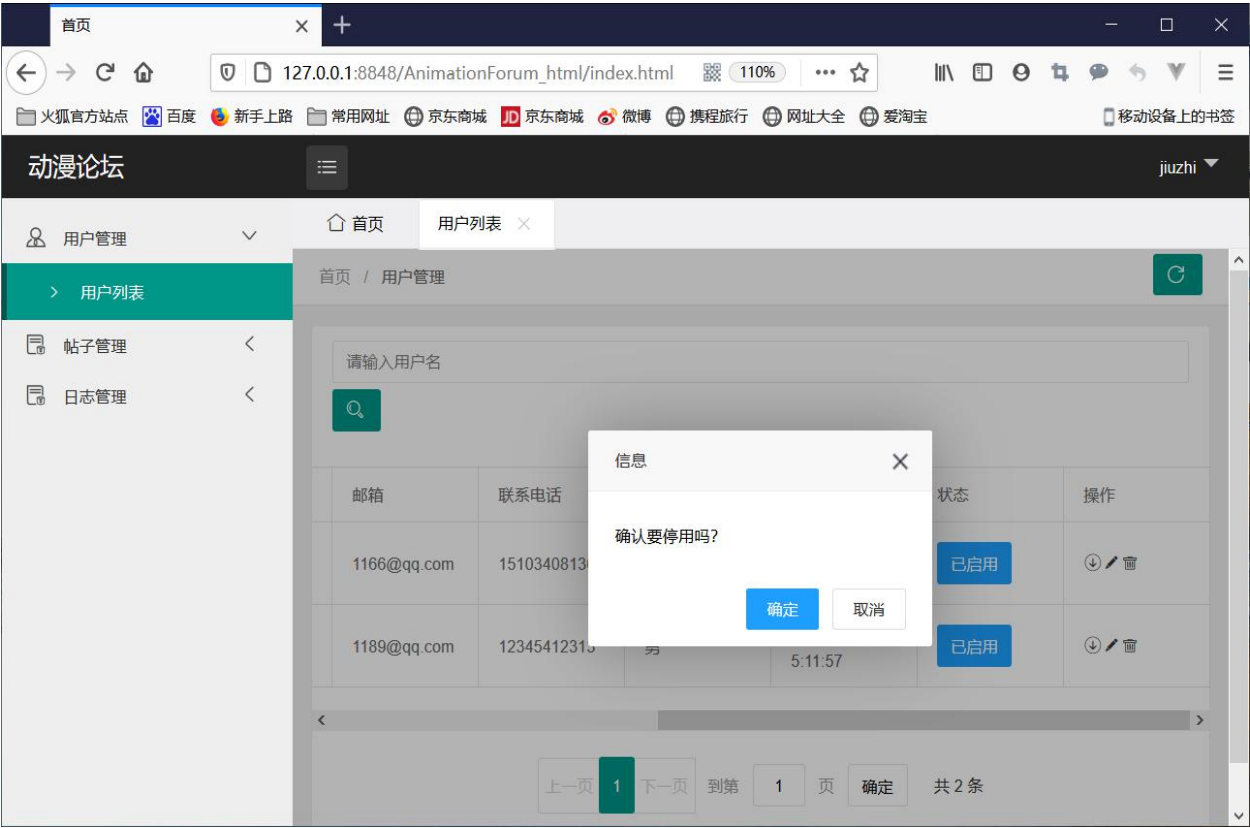 首页
127.0.0.1:8848/AnimationForum_html/index.html 110%
火狐官方站点 百度 新手上路 常用网址 京东商城 JD 京东商城 微博 携程旅行 网址大全 爱淘宝 移动设备上的书签
动漫论坛 jiuzhi
用户管理
用户列表
帖子管理
日志管理
首页 用户列表
首页 / 用户管理
请输入用户名
信息
邮箱 联系电话 状态 操作
确认要停用吗?
1166@qq.com 1510340813 已启用
确定 取消
1189@qq.com 12345412313 男 5:11:57 已启用
上一页 1 下一页 到第 1 页 确定 共 2 条